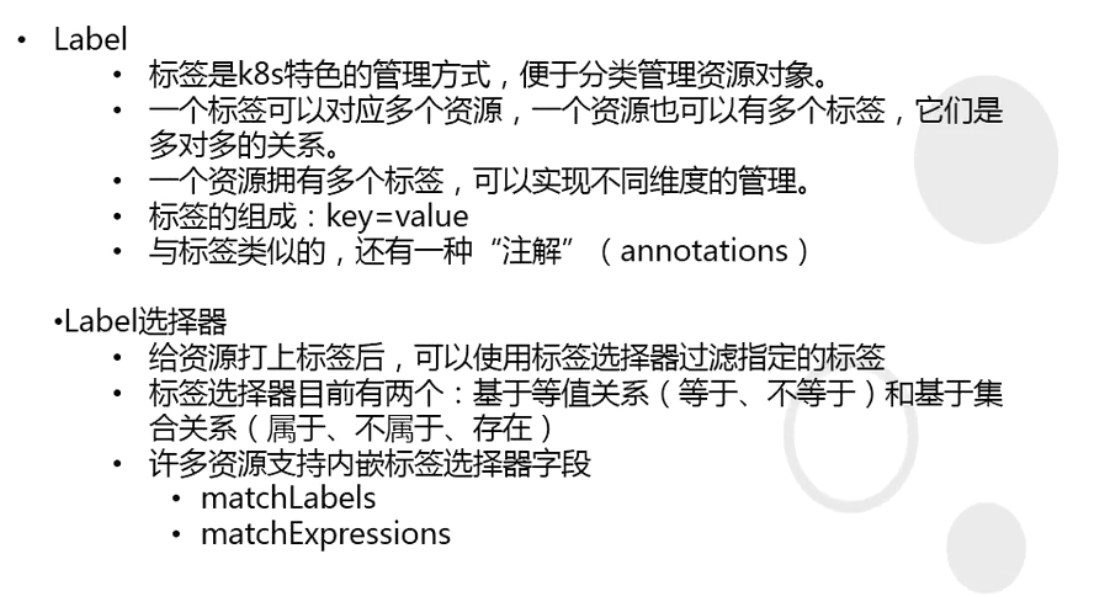 • Label
• 标签是k8s特色的管理方式，便于分类管理资源对象。
• 一个标签可以对应多个资源，一个资源也可以有多个标签，它们是
多对多的关系。
• 一个资源拥有多个标签，可以实现不同维度的管理。
• 标签的组成：key=value
• 与标签类似的，还有一种“注解”（annotations）
•Label选择器
• 给资源打上标签后，可以使用标签选择器过滤指定的标签
• 标签选择器目前有两个：基于等值关系（等于、不等于）和基于集
合关系（属于、不属于、存在）
• 许多资源支持内嵌标签选择器字段
• matchLabels
• matchExpressions